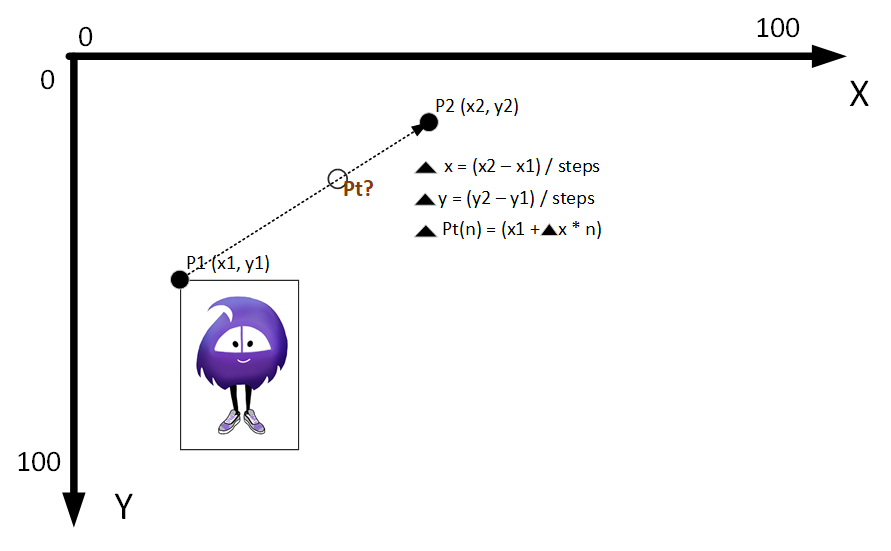 0
100
0
X
P2 (x2, y2)
▲ x = (x2 – x1) / steps
Pt?
▲ y = (y2 – y1) / steps
▲ Pt(n) = (x1 +▲x * n)
P1 (x1, y1)
100
Y